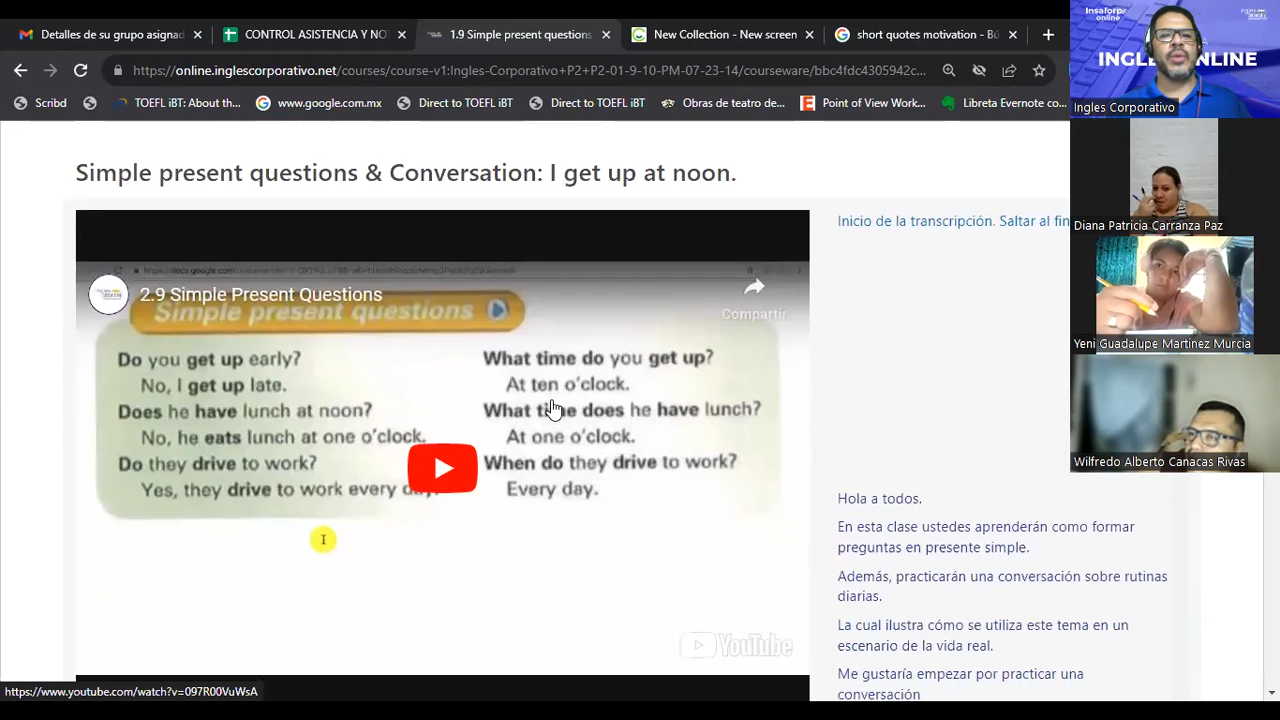 Detalles de su grupo asignad
CONTROL ASISTENCIA Y NO
1.9 Simple present questions
New Collection - New screen
short quotes motivation - Bú
https://online.inglescorporativo.net/courses/course-v1:Ingles-Corporativo+P2+P2-01-9-10-PM-07-23-14/courseware/bbc4fdc4305942c...
Scribd
TOEFL iBT: About th...
www.google.com.mx
Direct to TOEFL iBT
Direct to TOEFL iBT
Obras de teatro de...
Point of View Work...
Libreta Evernote co...
Insaforp
online
INGL
ONLINE
Ingles Corporativo
Diana Patricia Carranza Paz
Yeni Guadalupe Martinez Murcia
Wilfredo Alberto Canacas Rivas
Simple present questions & Conversation: I get up at noon.
2.9 Simple Present Questions
Compartir
Simple present questions
Do you get up early?
No, I get up late.
Does he have lunch at noon?
No, he eats lunch at one o'clock.
Do they drive to work?
Yes, they drive to work every day.
What time do you get up?
At ten o'clock.
What time does he have lunch?
At one o'clock.
When do they drive to work?
Every day.
YouTube
Inicio de la transcripción. Saltar al fin
Hola a todos.
En esta clase ustedes aprenderán como formar
preguntas en presente simple.
Además, practicarán una conversación sobre rutinas
diarias.
La cual ilustra cómo se utiliza este tema en un
escenario de la vida real.
Me gustaría empezar por practicar una
conversación
https://www.youtube.com/watch?v=097R00VuWsA